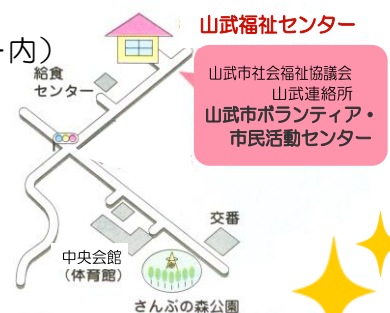 山武福祉センター
ー内）
給食
センター
山武市社会福祉協議会
山武連絡所
山武市ボランティア・
市民活動センター
交番
中央会館
（体育館）
さんぶの森公園